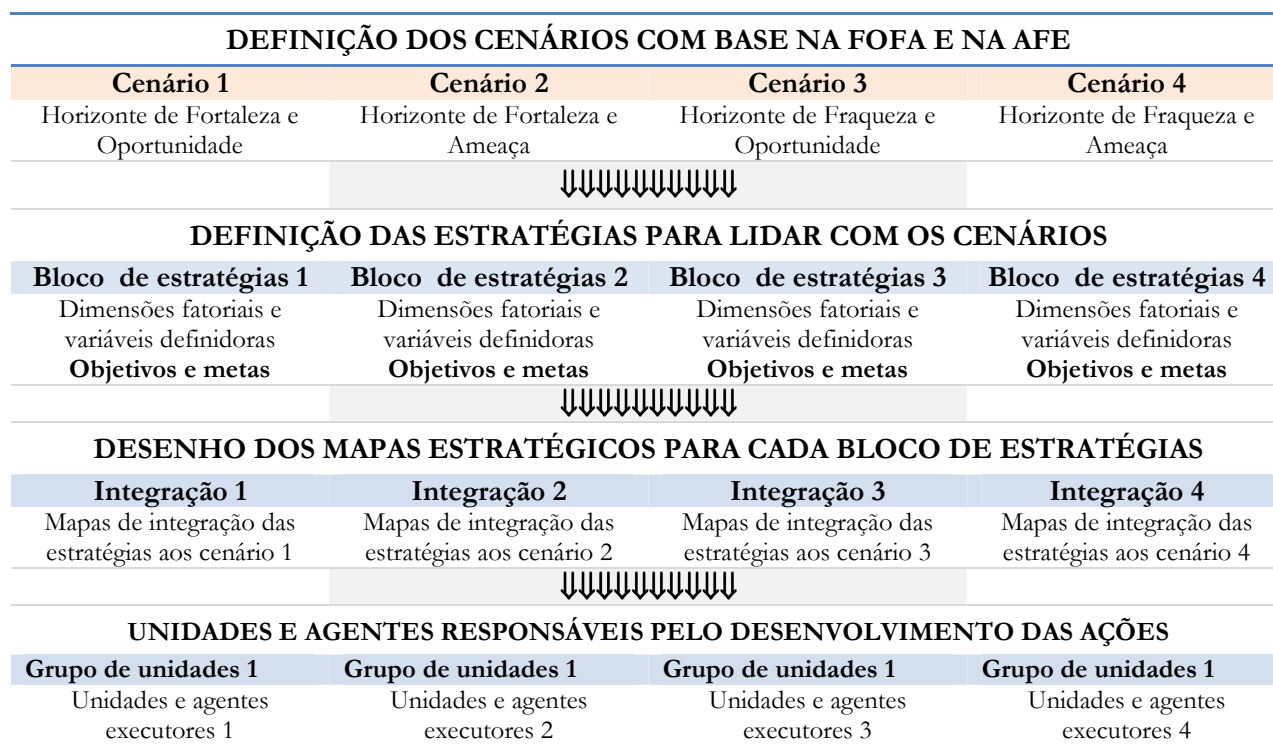 DEFINIÇÃO DOS CENÁRIOS COM BASE NA FOFA E NA AFE
Cenário 1 Cenário 2 Cenário 3 Cenário 4
Horizonte de Fortaleza e Horizonte de Fortaleza e Horizonte de Fraqueza e Horizonte de Fraqueza e
Oportunidade Ameaça Oportunidade Ameaça
⇓⇓⇓⇓⇓⇓⇓⇓⇓⇓
DEFINIÇÃO DAS ESTRATÉGIAS PARA LIDAR COM OS CENÁRIOS
Bloco de estratégias 1 Bloco de estratégias 2 Bloco de estratégias 3 Bloco de estratégias 4
Dimensões fatoriais e Dimensões fatoriais e Dimensões fatoriais e Dimensões fatoriais e
variáveis definidoras variáveis definidoras variáveis definidoras variáveis definidoras
Objetivos e metas Objetivos e metas Objetivos e metas Objetivos e metas
⇓⇓⇓⇓⇓⇓⇓⇓⇓⇓
DESENHO DOS MAPAS ESTRATÉGICOS PARA CADA BLOCO DE ESTRATÉGIAS
Integração 1 Integração 2 Integração 3 Integração 4
Mapas de integração das Mapas de integração das Mapas de integração das Mapas de integração das
estratégias aos cenário 1 estratégias aos cenário 2 estratégias aos cenário 3 estratégias aos cenário 4
⇓⇓⇓⇓⇓⇓⇓⇓⇓⇓
UNIDADES E AGENTES RESPONSÁVEIS PELO DESENVOLVIMENTO DAS AÇÕES
Grupo de unidades 1 Grupo de unidades 1 Grupo de unidades 1 Grupo de unidades 1
Unidades e agentes Unidades e agentes Unidades e agentes Unidades e agentes
executores 1 executores 2 executores 3 executores 4